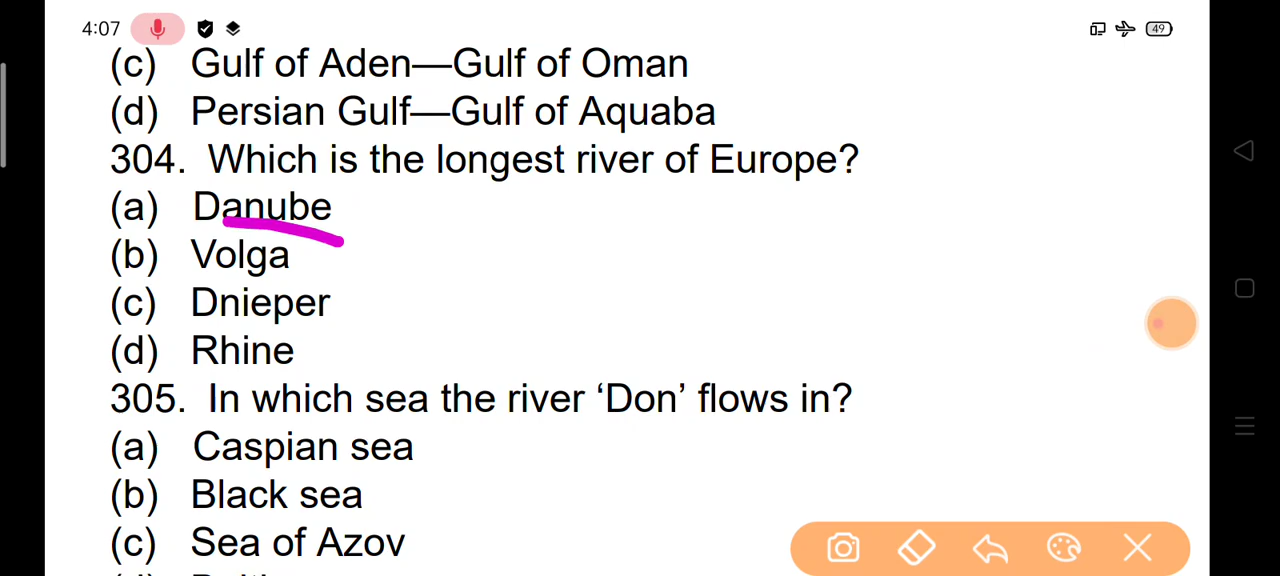 4:07
49
(c) Gulf of Aden—Gulf of Oman
(d) Persian Gulf—Gulf of Aquaba
304. Which is the longest river of Europe?
(a) Danube
(b) Volga
(c) Dnieper
(d) Rhine
305. In which sea the river ‘Don’ flows in?
(a) Caspian sea
(b) Black sea
(c) Sea of Azov